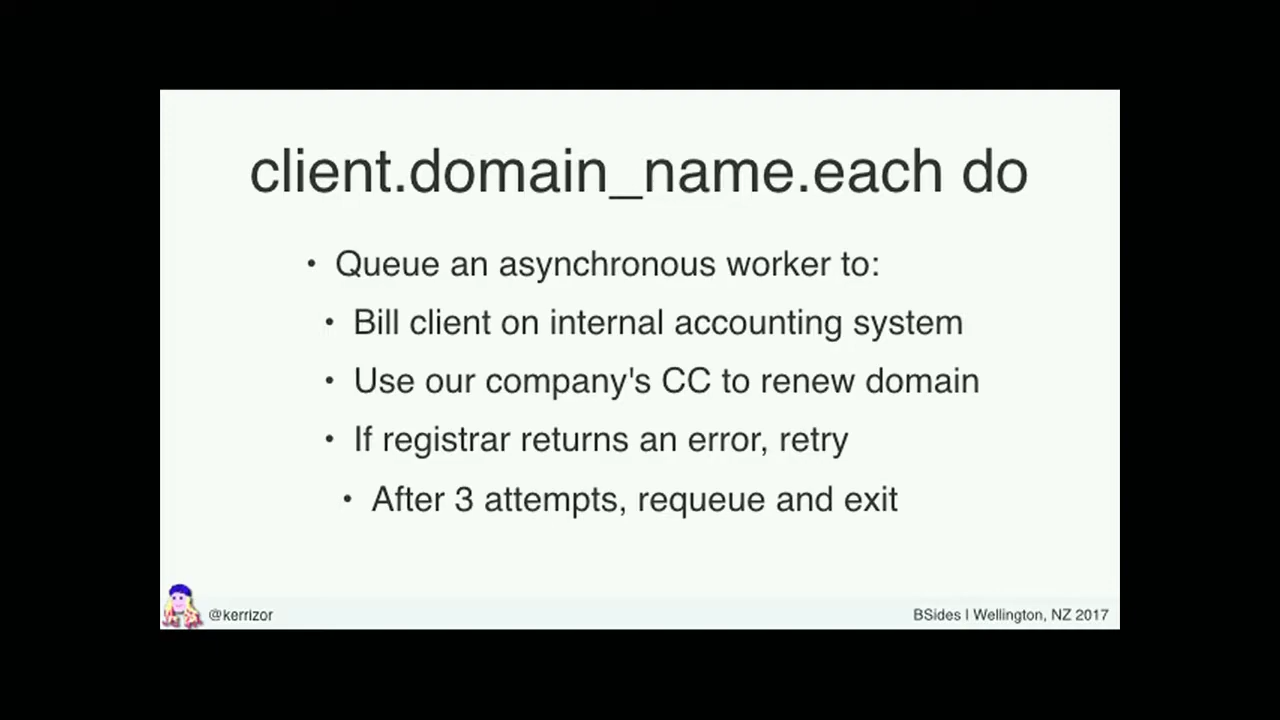 client.domain_name.each do
• Queue an asynchronous worker to:
• Bill client on internal accounting system
• Use our company's CC to renew domain
• If registrar returns an error, retry
• After 3 attempts, requeue and exit
@kerrizor
BSides | Wellington, NZ 2017